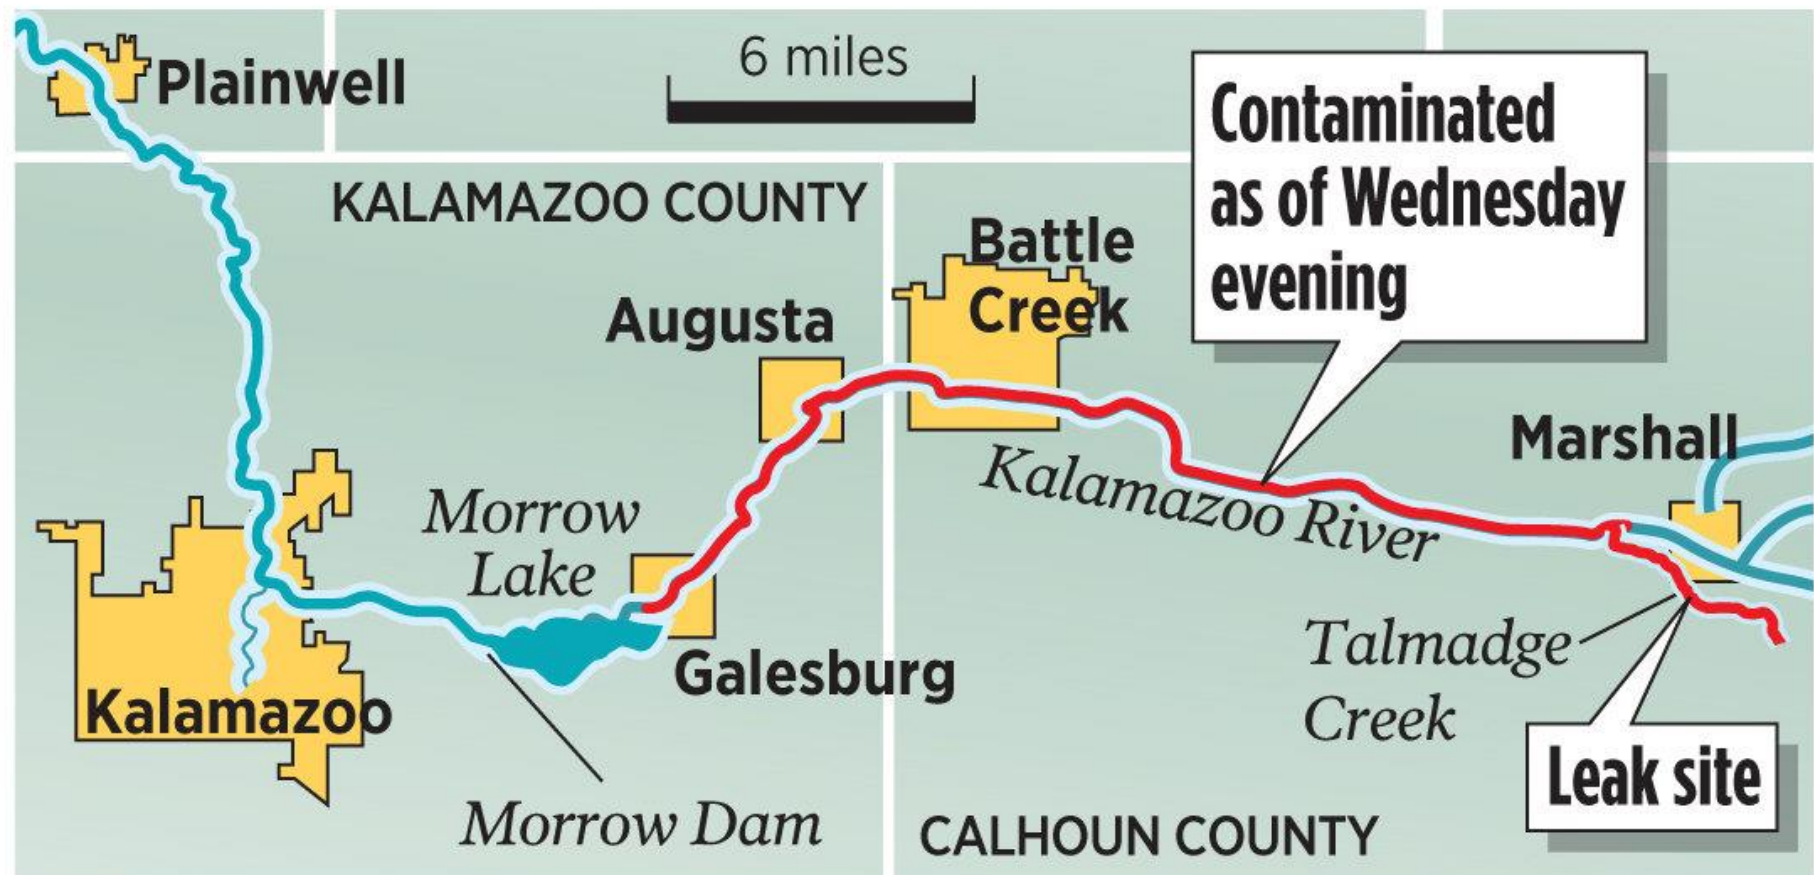 Plainwell
6 miles
Contaminated
as of Wednesday
evening
KALAMAZOO COUNTY
Battle
Creek
Augusta
Marshall
Kalamazoo River
Morrow
Lake
Talmadge
Creek
Galesburg
Kalamazoo
Leak site
Morrow Dam
CALHOUN COUNTY